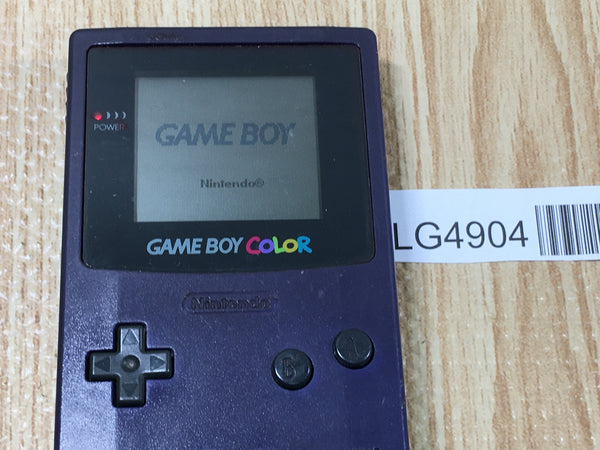 POWER
GAME BOY
Nintendo®
GAME BOY COLOR
Nintendo
B
LG4904